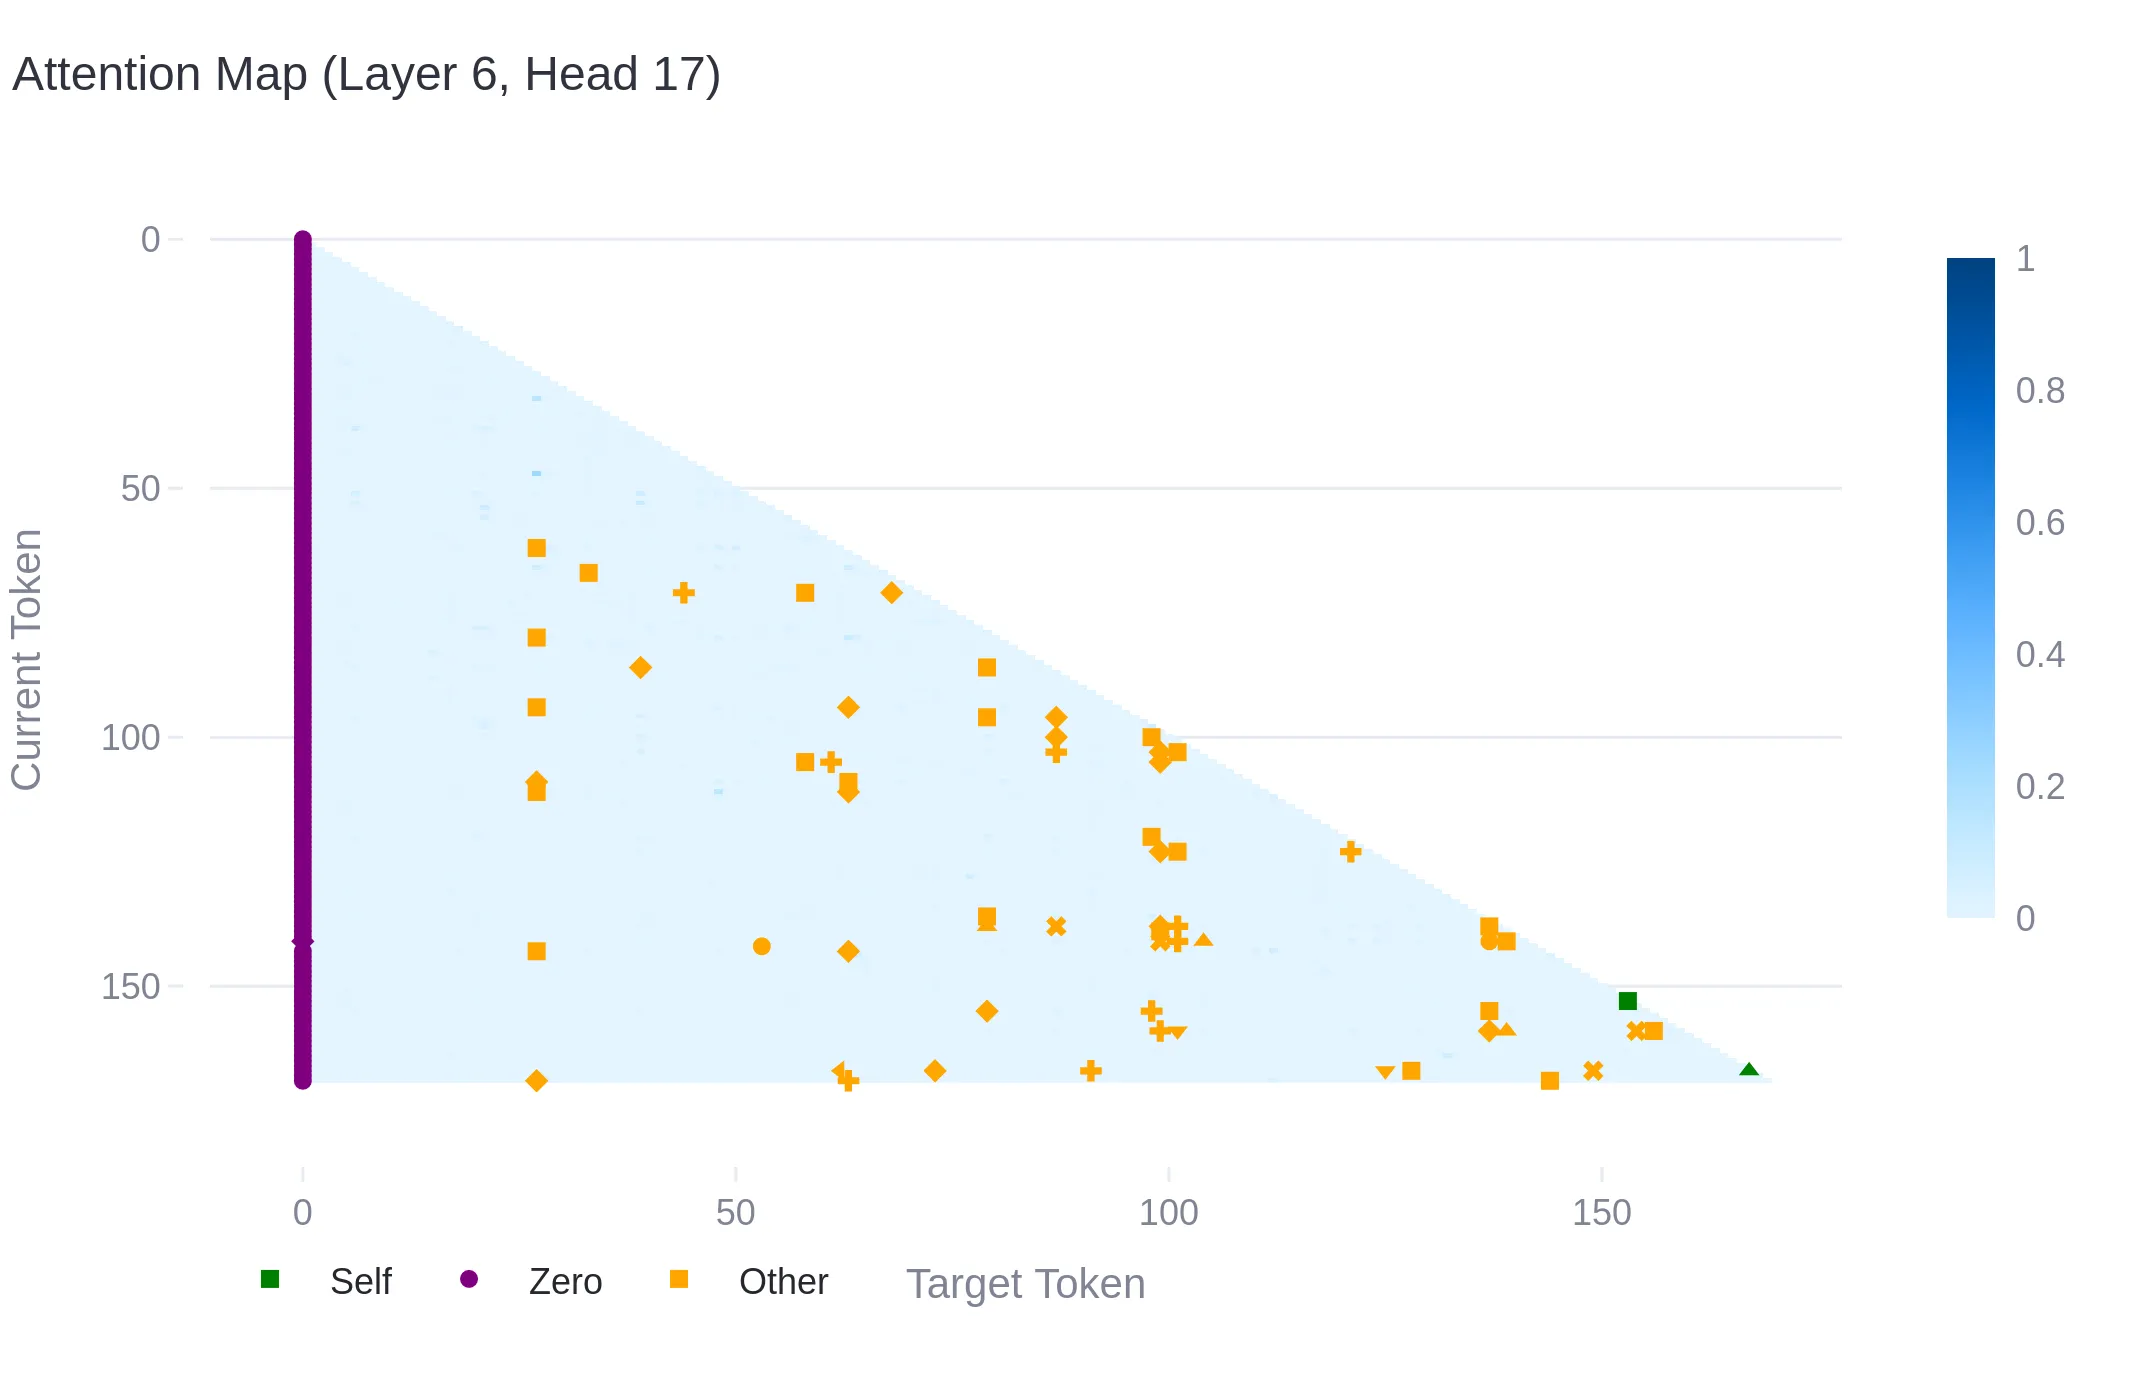 Attention Map (Layer 6, Head 17)
Current Token
0
50
100
150
0
50
100
150
Target Token
Self
Zero
Other
1
0.8
0.6
0.4
0.2
0